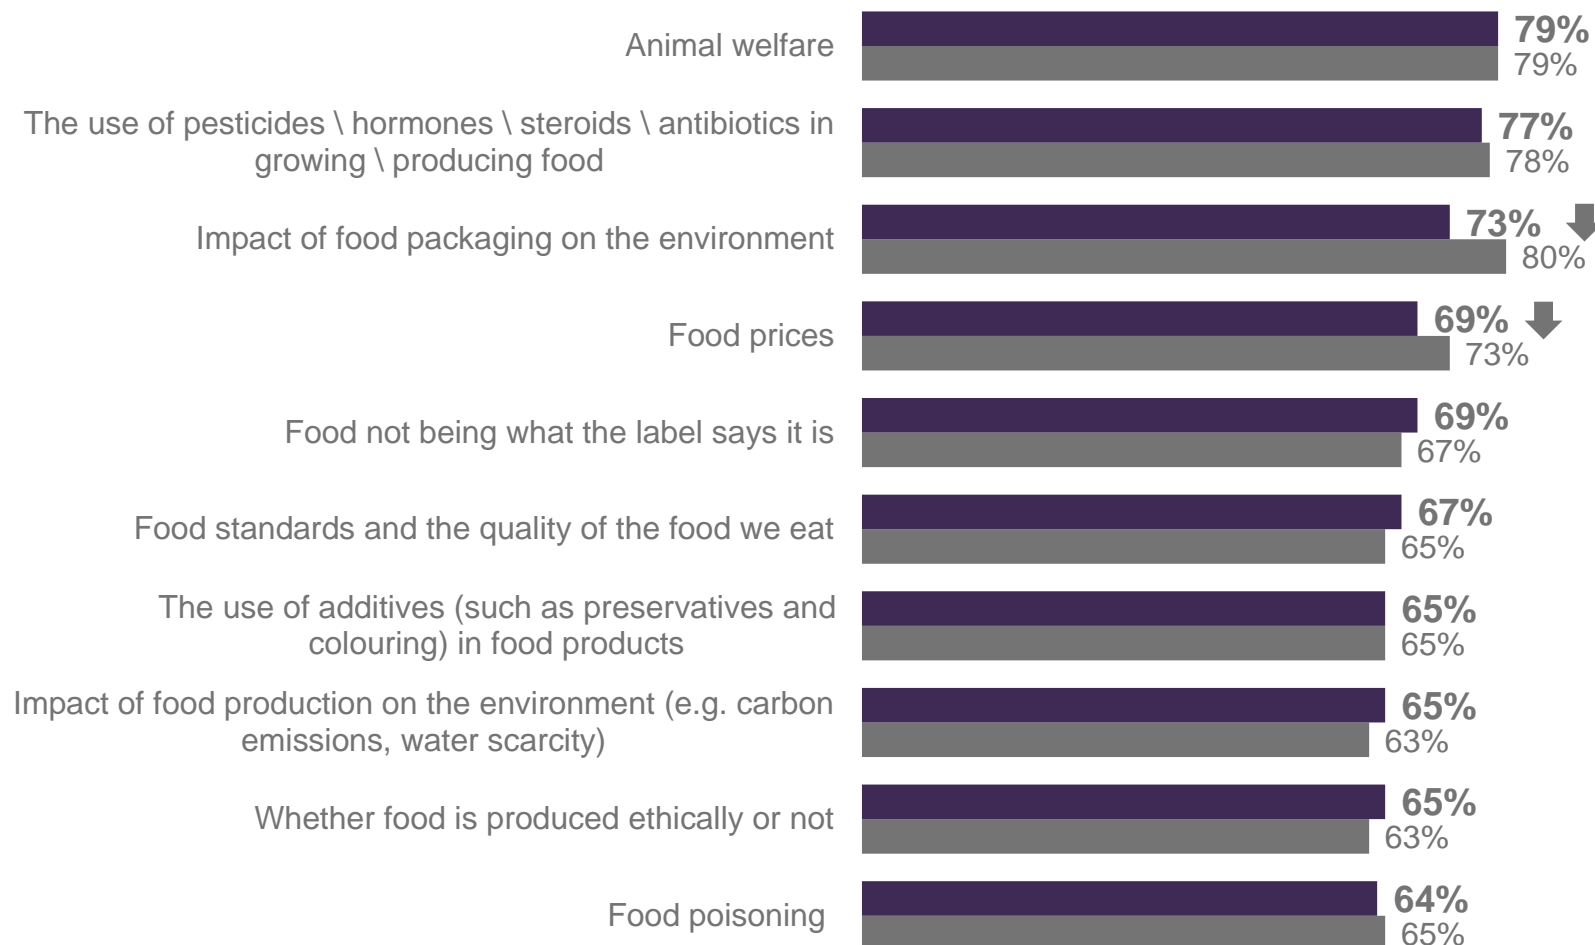 Animal welfare
79%
79%
The use of pesticides \ hormones \ steroids \ antibiotics in
growing \ producing food
77%
78%
Impact of food packaging on the environment
73%
80%
Food prices
69%
73%
Food not being what the label says it is
69%
67%
Food standards and the quality of the food we eat
67%
65%
The use of additives (such as preservatives and
colouring) in food products
65%
65%
Impact of food production on the environment (e.g. carbon
emissions, water scarcity)
65%
63%
Whether food is produced ethically or not
65%
63%
Food poisoning
64%
65%